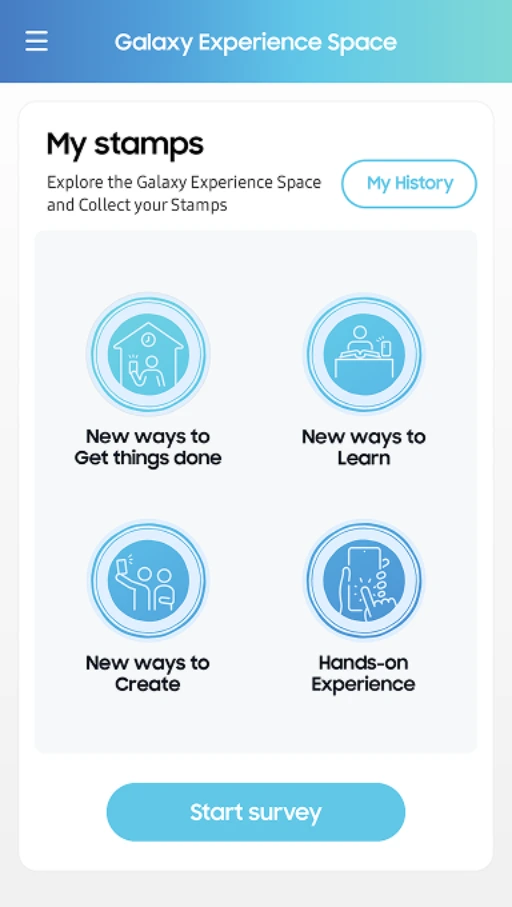 Galaxy Experience Space
My stamps
Explore the Galaxy Experience Space
and Collect your Stamps
My History
New ways to
Get things done
New ways to
Learn
New ways to
Create
Hands-on
Experience
Start survey